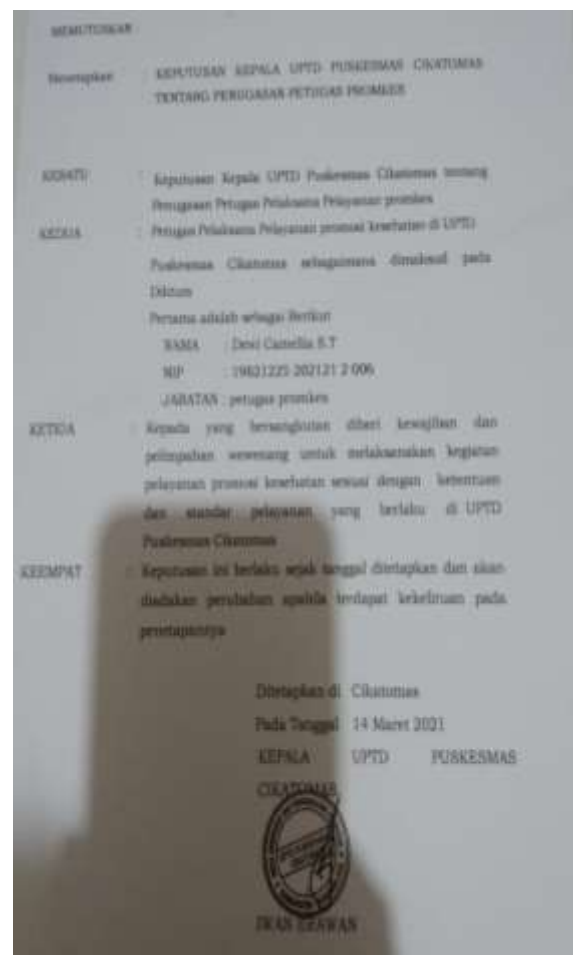 MEMUTUSKAN :
Menetapkan : KEPUTUSAN KEPALA UPTD PUSKESMAS CIKATOMAS
TENTANG PENUGASAN PETUGAS PROMKES
KESATU : Keputusan Kepala UPTD Puskesmas Cikatomas tentang
Penugasan Petugas Pelaksana Pelayanan promkes
KEDUA : Petugas Pelaksana Pelayanan promosi kesehatan di UPTD
Puskesmas Cikatomas sebagaimana dimaksud pada
Diktum
Pertama adalah sebagai Berikut
NAMA : Dewi Camellia S.T
NIP : 19821225 202121 2 006
JABATAN : petugas promkes
KETIGA : Kepada yang bersangkutan diberi kewajiban dan
pelimpahan wewenang untuk melaksanakan kegiatan
pelayanan promosi kesehatan sesuai dengan ketentuan
dan standar pelayanan yang berlaku di UPTD
Puskesmas Cikatomas
KEEMPAT : Keputusan ini berlaku sejak tanggal ditetapkan dan akan
diadakan perubahan apabila terdapat kekeliruan pada
penetapannya
Ditetapkan di Cikatomas
Pada Tanggal 14 Maret 2021
KEPALA UPTD PUSKESMAS
CIKATOMAS
IWAN ERAWAN